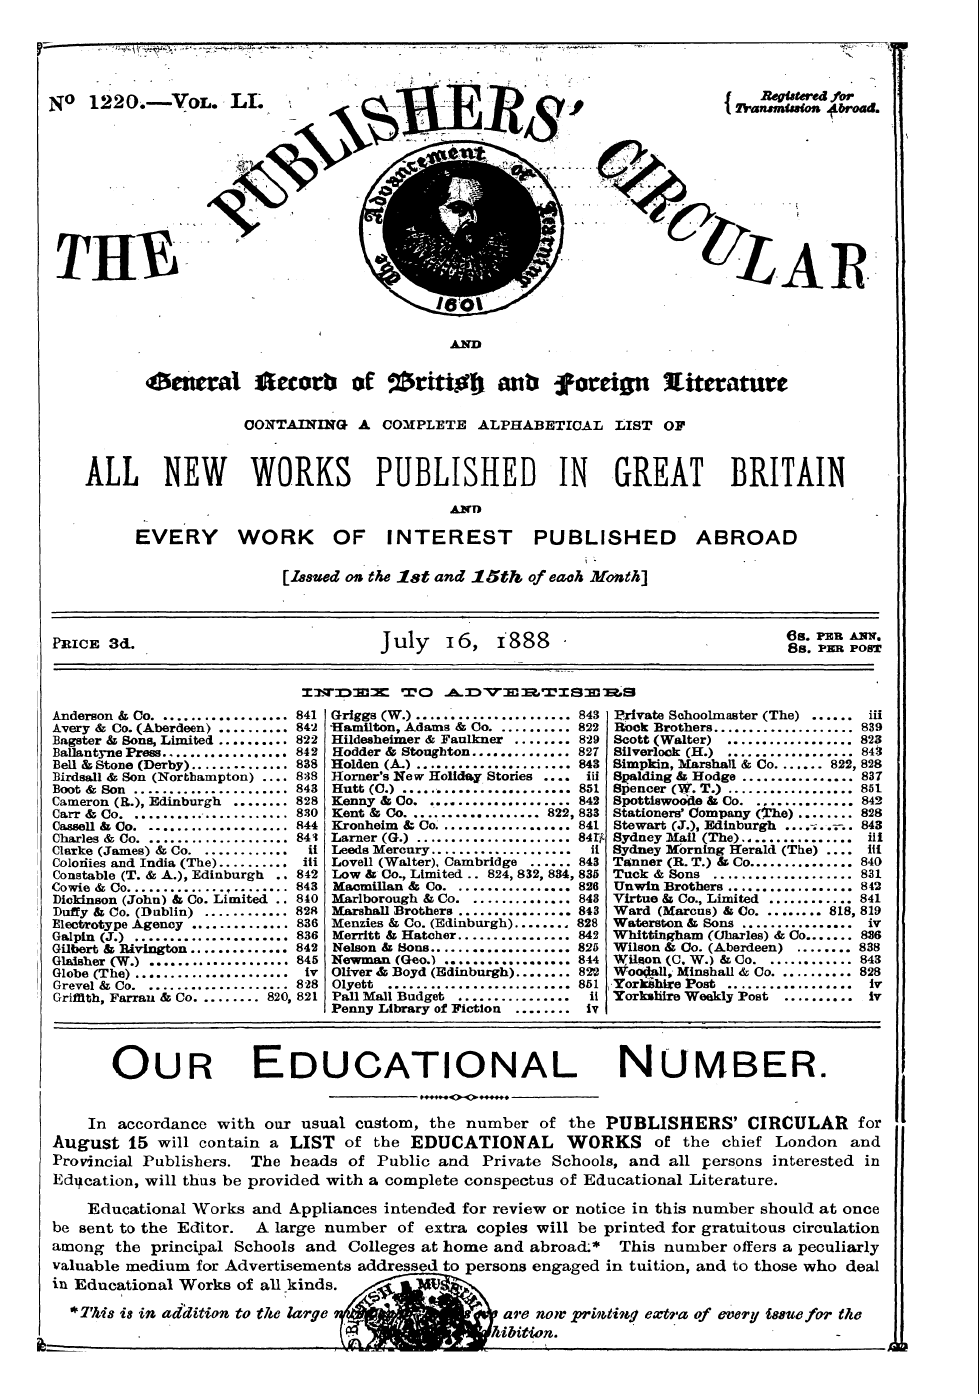 No 1220.—VOL. LI.
{ Registered for
Transmission Abroad.
THE PUBLISHERS' CIRCULAR
The Advancement of Learning
1601
AND
General Record of British and Foreign Literature
CONTAINING A COMPLETE ALPHABETICAL LIST OF
ALL NEW WORKS PUBLISHED IN GREAT BRITAIN
AND
EVERY WORK OF INTEREST PUBLISHED ABROAD
[Issued on the 1st and 15th of each Month]
PRICE 3d.
July 16, 1888
6s. PER ANN.
8s. PER POST
INDEX TO ADVERTISERS
Anderson & Co. .................. 841
Avery & Co. (Aberdeen) .......... 842
Bagster & Sons, Limited .......... 822
Ballantyne Press.................. 842
Bell & Stone (Derby).............. 838
Birdsall & Son (Northampton) .... 838
Boot & Son ...................... 843
Cameron (R.), Edinburgh ........ 828
Carr & Co. ...................... 830
Cassell & Co. .................... 844
Charles & Co. .................... 843
Clarke (James) & Co. ............ ii
Coloniies and India (The).......... iii
Constable (T. & A.), Edinburgh .. 842
Cowie & Co....................... 843
Dickinson (John) & Co. Limited .. 840
Duffy & Co. (Dublin) ............ 828
Electrotype Agency .............. 836
Galpin (J.) ...................... 836
Gilbert & Rivington.............. 842
Glaisher (W.) .................... 845
Globe (The) ...................... iv
Grevel & Co. .................... 828
Griffith, Farran & Co. ........ 820, 821
Griggs (W.) ...................... 843
Hamilton, Adams & Co. .......... 822
Hildesheimer & Faulkner ........ 829
Hodder & Stoughton.............. 827
Holden (A.) ...................... 843
Horner's New Holiday Stories .... iii
Hutt (C.) ........................ 851
Kenny & Co. .................... 842
Kent & Co. ................ 822, 833
Kronheim & Co. .................. 841
Larner (G.) ...................... 841
Leeds Mercury.................... ii
Lovell (Walter), Cambridge ...... 843
Low & Co., Limited .. 824, 832, 834, 835
Macmillan & Co. ................ 826
Marlborough & Co. .............. 843
Marshall Brothers ................ 843
Menzies & Co. (Edinburgh)........ 828
Merritt & Hatcher................ 842
Nelson & Sons.................... 825
Newman (Geo.) .................. 844
Oliver & Boyd (Edinburgh)........ 822
Olyett .......................... 851
Pall Mall Budget ................ ii
Penny Library of Fiction ........ iv
Private Schoolmaster (The) ...... iii
Rock Brothers.................... 839
Scott (Walter) .................. 823
Silverlock (H.) .................. 843
Simpkin, Marshall & Co. ...... 822, 828
Spalding & Hodge ................ 837
Spencer (W. T.) .................. 851
Spottiswoode & Co. .............. 842
Stationers' Company (The) ........ 828
Stewart (J.), Edinburgh .......... 843
Sydney Mail (The)................ iii
Sydney Morning Herald (The) .... iii
Tanner (R. T.) & Co............... 840
Tuck & Sons .................... 831
Unwin Brothers .................. 842
Virtue & Co., Limited ............ 841
Ward (Marcus) & Co. ........ 818, 819
Waterston & Sons ................ iv
Whittingham (Charles) & Co....... 836
Wilson & Co. (Aberdeen) ........ 838
Wilson (C. W.) & Co. ............ 843
Woodall, Minshall & Co. .......... 828
Yorkshire Post .................. iv
Yorkshire Weekly Post .......... iv
OUR EDUCATIONAL NUMBER.
In accordance with our usual custom, the number of the PUBLISHERS' CIRCULAR for
August 15 will contain a LIST of the EDUCATIONAL WORKS of the chief London and
Provincial Publishers. The heads of Public and Private Schools, and all persons interested in
Education, will thus be provided with a complete conspectus of Educational Literature.
Educational Works and Appliances intended for review or notice in this number should at once
be sent to the Editor. A large number of extra copies will be printed for gratuitous circulation
among the principal Schools and Colleges at home and abroad.* This number offers a peculiarly
valuable medium for Advertisements addressed to persons engaged in tuition, and to those who deal
in Educational Works of all kinds.
*This is in addition to the large are now printing extra of every issue for the
hibition.
BRITISH MUSEUM